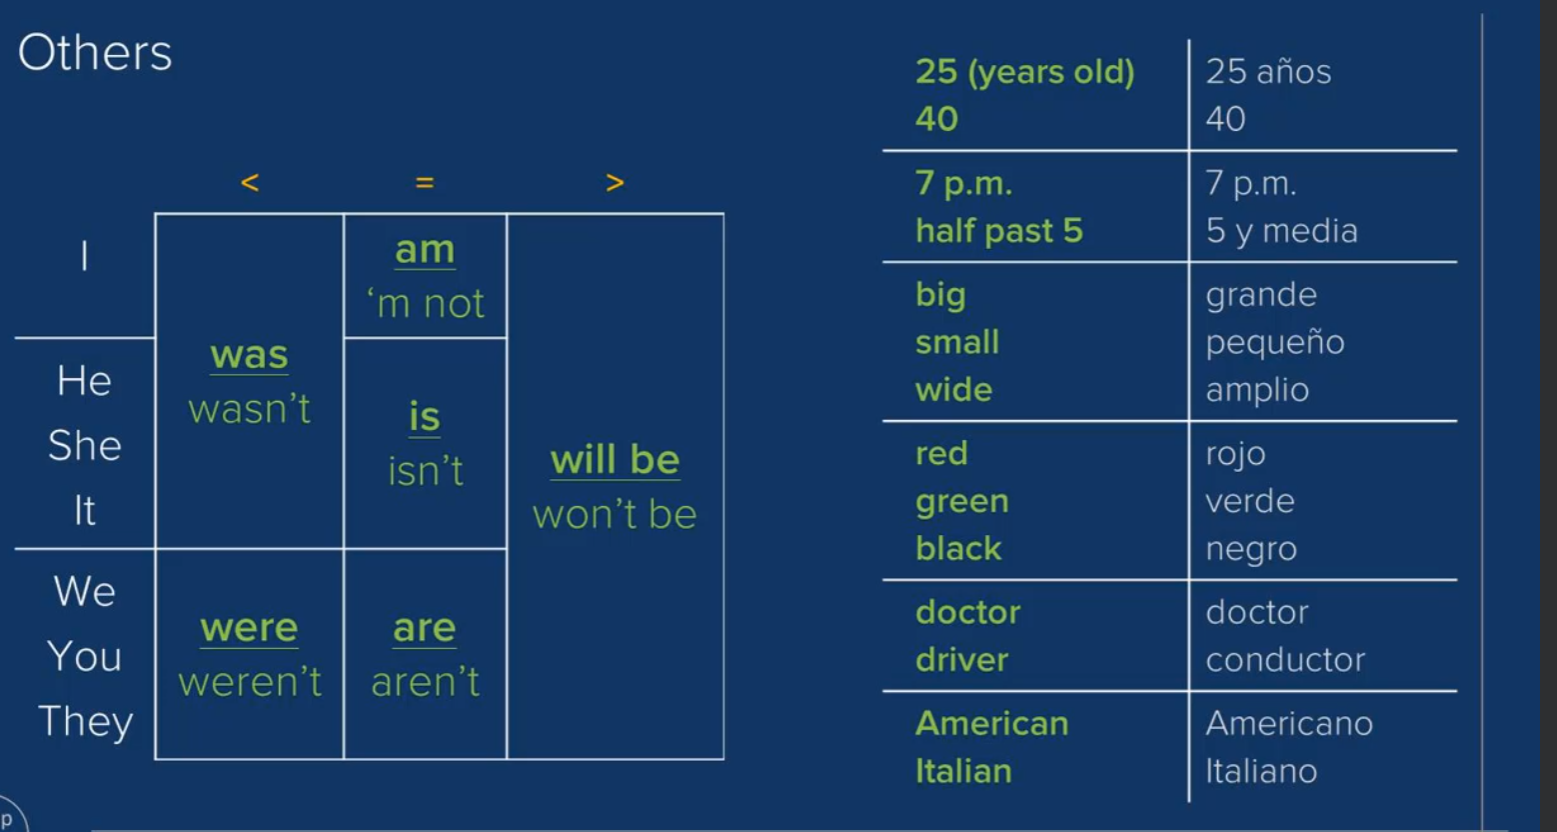 Others
< = >
I
He
She
It
We
You
They
was
wasn't
were
weren't
am
‘m not
is
isn't
are
aren't
will be
won't be
25 (years old) 25 años
40 40
7 p.m. 7 p.m.
half past 5 5 y media
big grande
small pequeño
wide amplio
red rojo
green verde
black negro
doctor doctor
driver conductor
American Americano
Italian Italiano
p